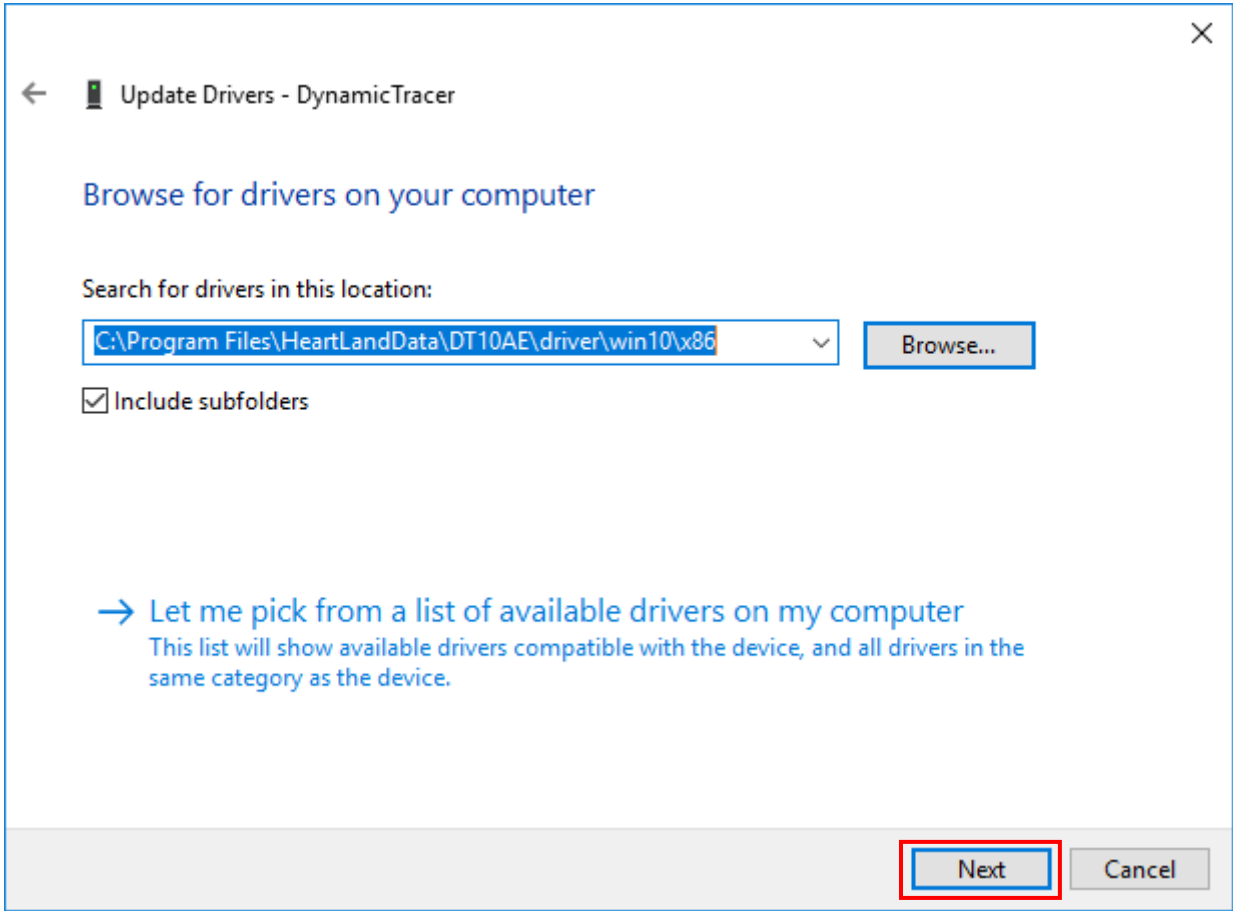 Update Drivers - DynamicTracer
Browse for drivers on your computer
Search for drivers in this location:
C:\Program Files\HeartLandData\DT10AE\driver\win10\x86
Browse...
Include subfolders
Let me pick from a list of available drivers on my computer
This list will show available drivers compatible with the device, and all drivers in the
same category as the device.
Next
Cancel